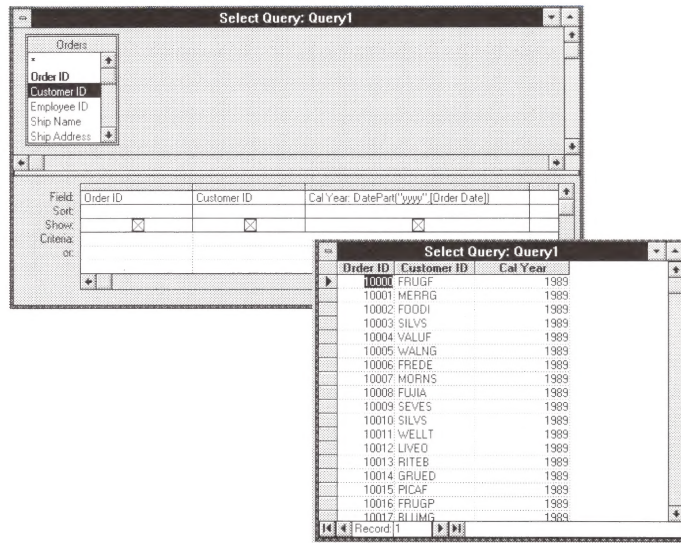 Select Query: Query1
Orders
*
Order ID
Customer ID
Employee ID
Ship Name
Ship Address
Field: Order ID Customer ID Cal Year: DatePart("yyyy",[Order Date])
Sort:
Show:
Criteria:
or:
Select Query: Query1
Order ID Customer ID Cal Year
10000 FRUGF 1989
10001 MERRG 1989
10002 FOODI 1989
10003 SILVS 1989
10004 VALUF 1989
10005 WALNG 1989
10006 FREDE 1989
10007 MORNS 1989
10008 FUJIA 1989
10009 SEVES 1989
10010 SILVS 1989
10011 WELLT 1989
10012 LIVEO 1989
10013 RITEB 1989
10014 GRUED 1989
10015 PICAF 1989
10016 FRUGP 1989
10017 BLUMG 1989
Record: 1